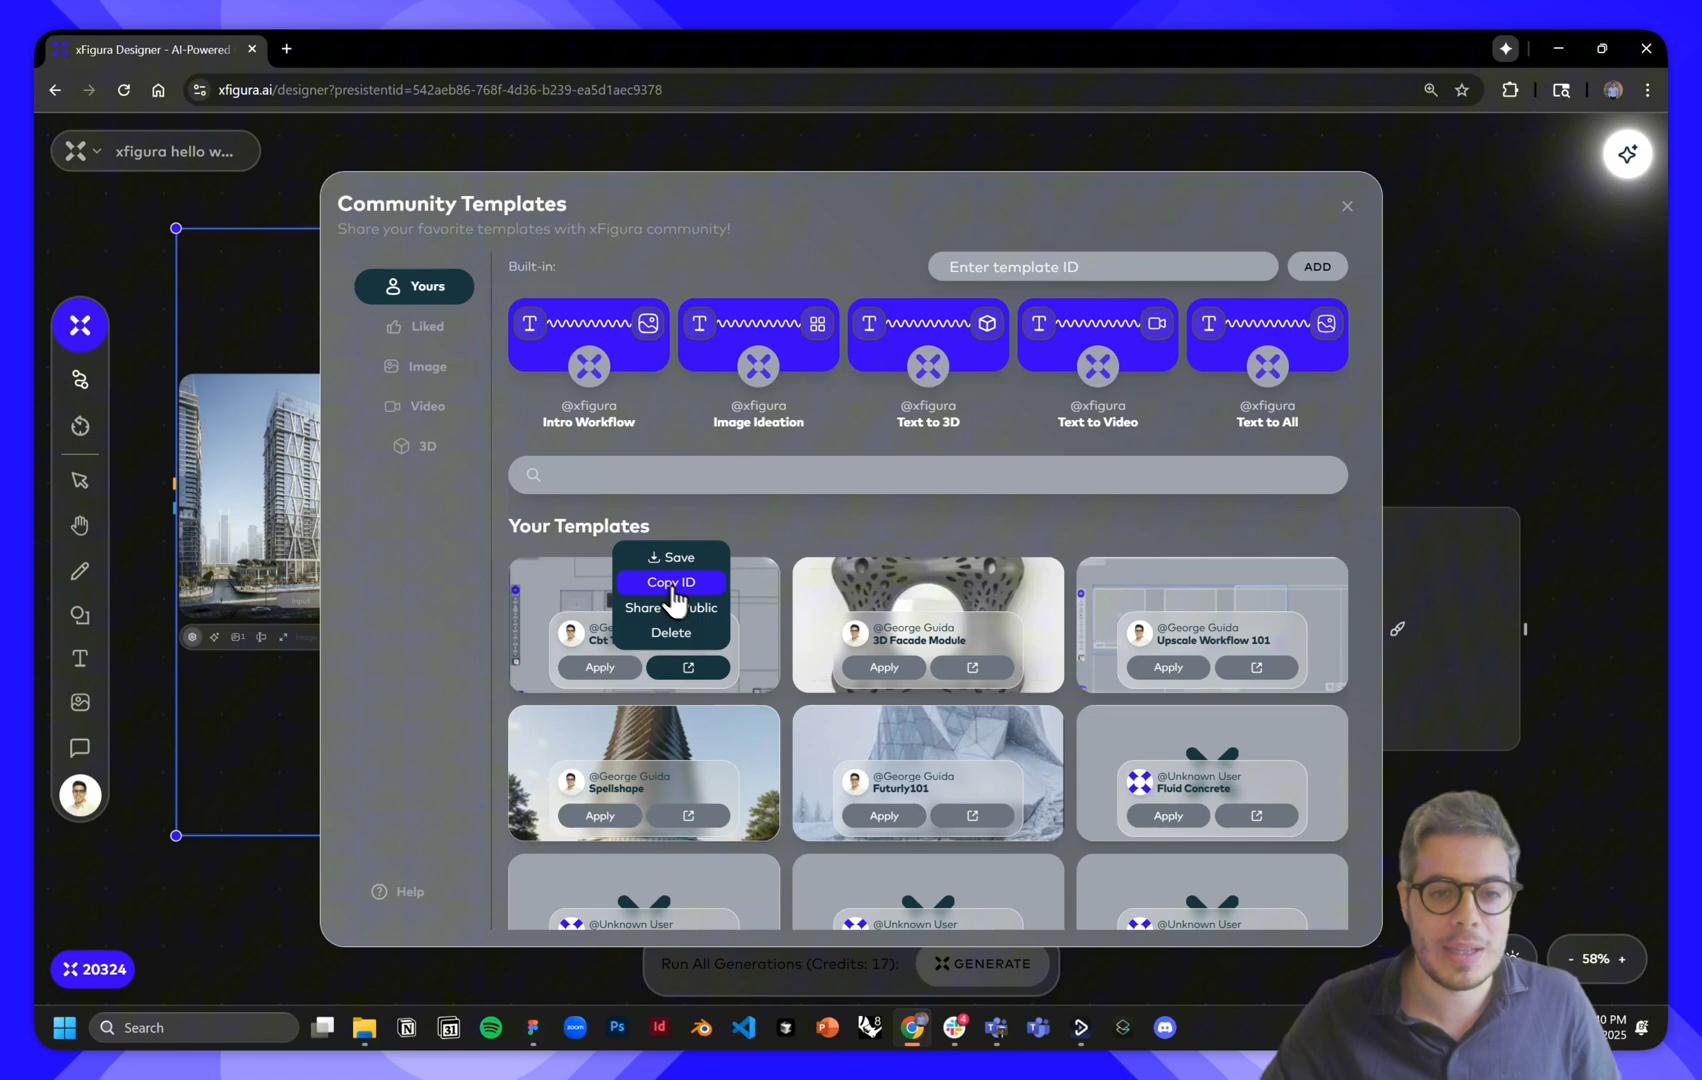 xFigura Designer - AI-Powered
xfigura.ai/designer?presistentid=542aeb86-768f-4d36-b239-ea5d1aec9378
xfigura hello w...
Community Templates
Share your favorite templates with xFigura community!
Yours
Liked
Image
Video
3D
Help
Built-in:
Enter template ID
ADD
@xfigura
Intro Workflow
@xfigura
Image Ideation
@xfigura
Text to 3D
@xfigura
Text to Video
@xfigura
Text to All
Your Templates
Save
Copy ID
Delete
@George Guida
3D Facade Module
@George Guida
Upscale Workflow 101
Apply
Apply
Apply
@George Guida
Spellshape
@George Guida
Futurly101
@Unknown User
Fluid Concrete
Apply
Apply
Apply
@Unknown User
@Unknown User
@Unknown User
Input
Run All Generations (Credits: 17):
GENERATE
20324
- 58% +
Search